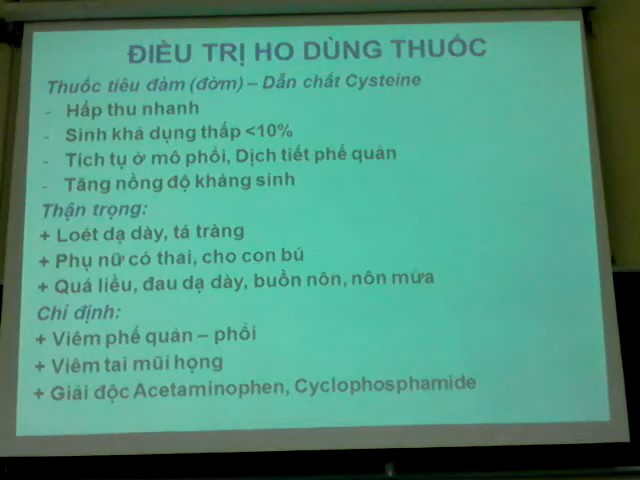 ĐIỀU TRỊ HO DÙNG THUỐC
Thuốc tiêu đàm (đờm) – Dẫn chất Cysteine
- Hấp thu nhanh
- Sinh khả dụng thấp <10%
- Tích tụ ở mô phổi, Dịch tiết phế quản
- Tăng nồng độ kháng sinh
Thận trọng:
+ Loét dạ dày, tá tràng
+ Phụ nữ có thai, cho con bú
+ Quá liều, đau dạ dày, buồn nôn, nôn mửa
Chỉ định:
+ Viêm phế quản – phổi
+ Viêm tai mũi họng
+ Giải độc Acetaminophen, Cyclophosphamide